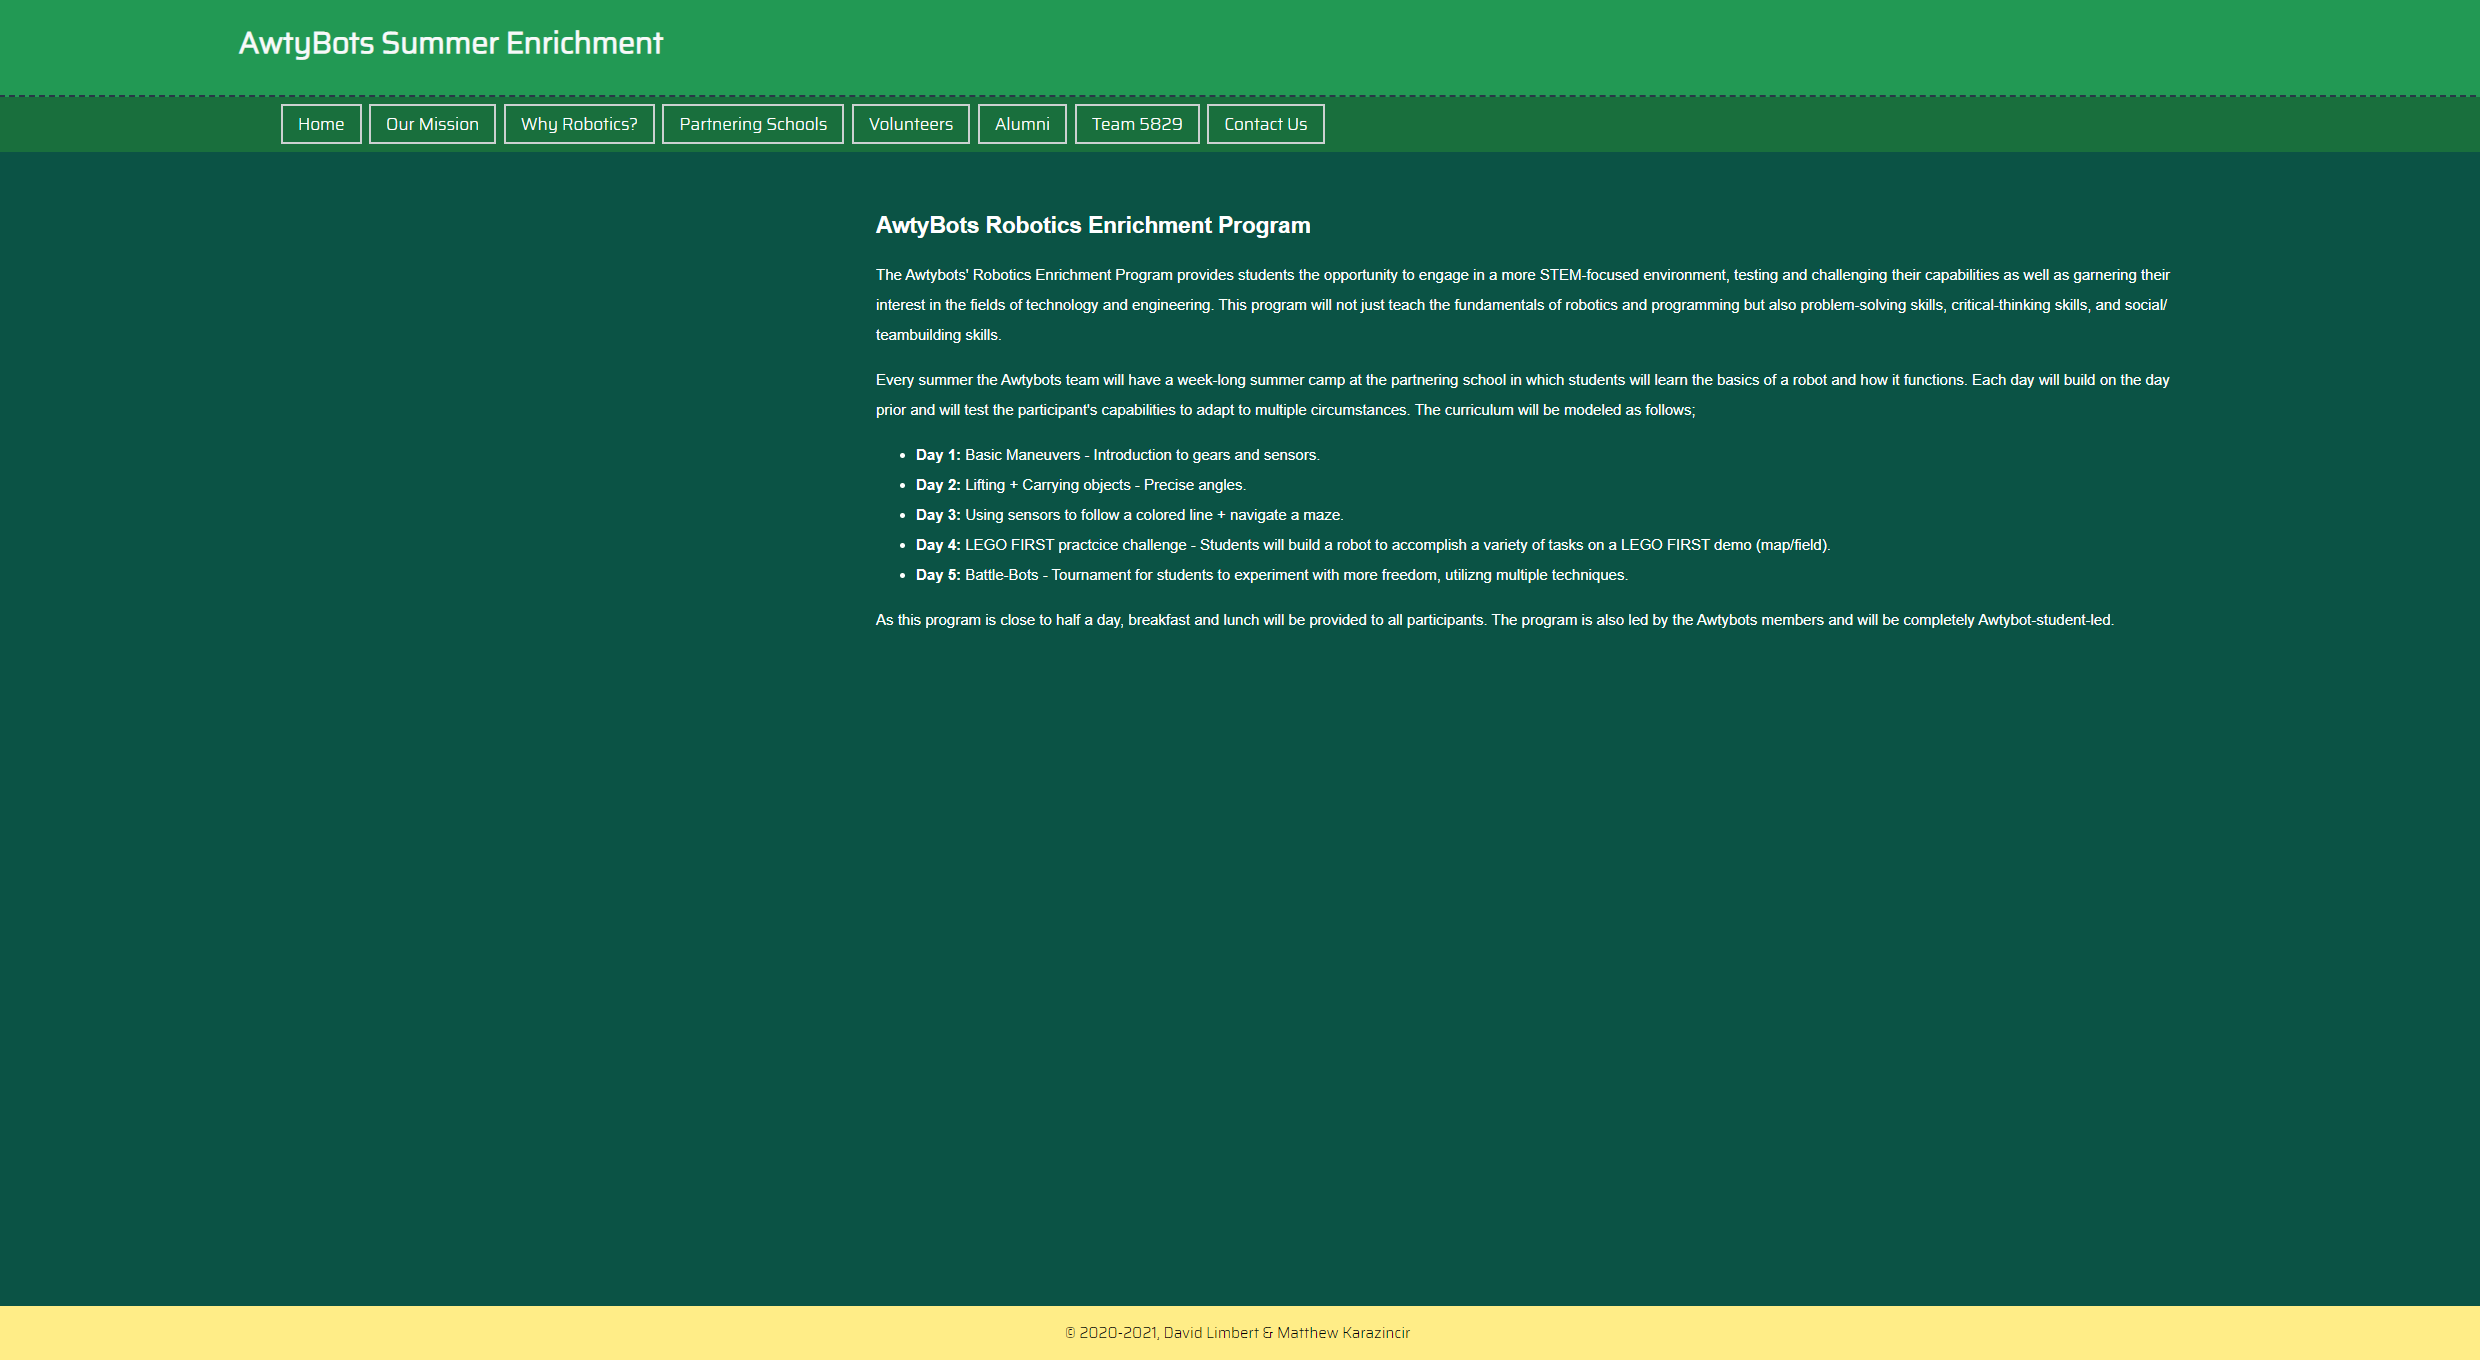 AwtyBots Summer Enrichment
Home
Our Mission
Why Robotics?
Partnering Schools
Volunteers
Alumni
Team 5829
Contact Us
AwtyBots Robotics Enrichment Program
The Awtybots' Robotics Enrichment Program provides students the opportunity to engage in a more STEM-focused environment, testing and challenging their capabilities as well as garnering their
interest in the fields of technology and engineering. This program will not just teach the fundamentals of robotics and programming but also problem-solving skills, critical-thinking skills, and social/
teambuilding skills.
Every summer the Awtybots team will have a week-long summer camp at the partnering school in which students will learn the basics of a robot and how it functions. Each day will build on the day
prior and will test the participant's capabilities to adapt to multiple circumstances. The curriculum will be modeled as follows;
• Day 1: Basic Maneuvers - Introduction to gears and sensors.
• Day 2: Lifting + Carrying objects - Precise angles.
• Day 3: Using sensors to follow a colored line + navigate a maze.
• Day 4: LEGO FIRST practcice challenge - Students will build a robot to accomplish a variety of tasks on a LEGO FIRST demo (map/field).
• Day 5: Battle-Bots - Tournament for students to experiment with more freedom, utilizng multiple techniques.
As this program is close to half a day, breakfast and lunch will be provided to all participants. The program is also led by the Awtybots members and will be completely Awtybot-student-led.
© 2020-2021, David Limbert & Matthew Karazincir